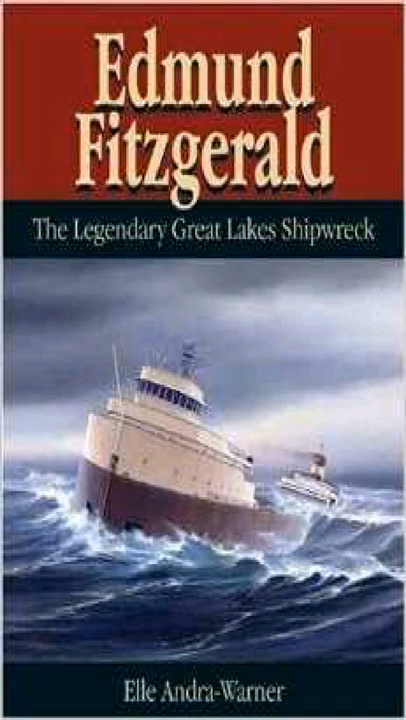 Edmund
Fitzgerald
The Legendary Great Lakes Shipwreck
Elle Andra-Warner